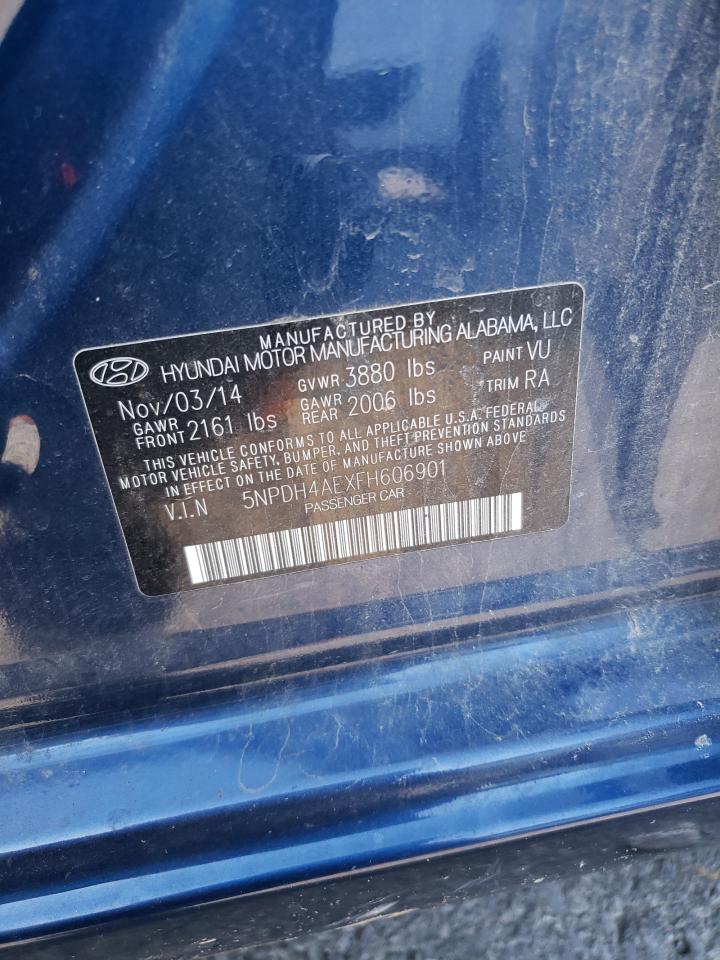 MANUFACTURED BY
HYUNDAI MOTOR MANUFACTURING ALABAMA, LLC
Nov/03/14 GVWR 3880 lbs PAINT VU
GAWR FRONT 2161 lbs GAWR REAR 2006 lbs TRIM RA
THIS VEHICLE CONFORMS TO ALL APPLICABLE U.S.A. FEDERAL
MOTOR VEHICLE SAFETY, BUMPER, AND THEFT PREVENTION STANDARDS
IN EFFECT ON THE DATE OF MANUFACTURE SHOWN ABOVE
V.I.N 5NPDH4AEXFH606901
PASSENGER CAR